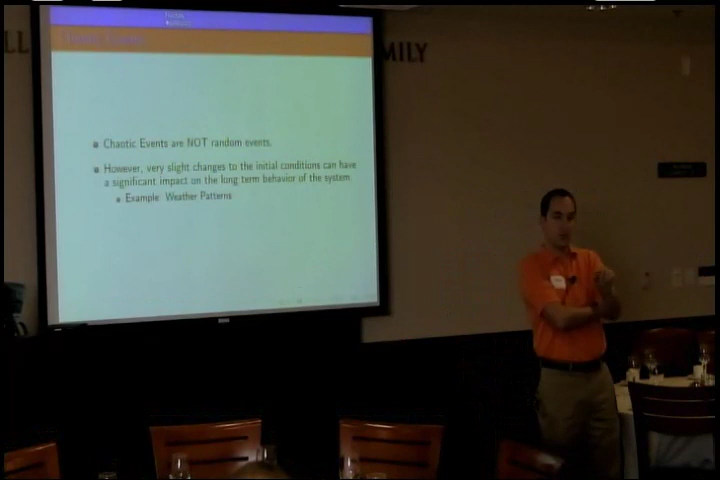 LL
MILY
Chaotic Events are NOT random events.
However, very slight changes to the initial conditions can have
a significant impact on the long term behavior of the system.
Example: Weather Patterns